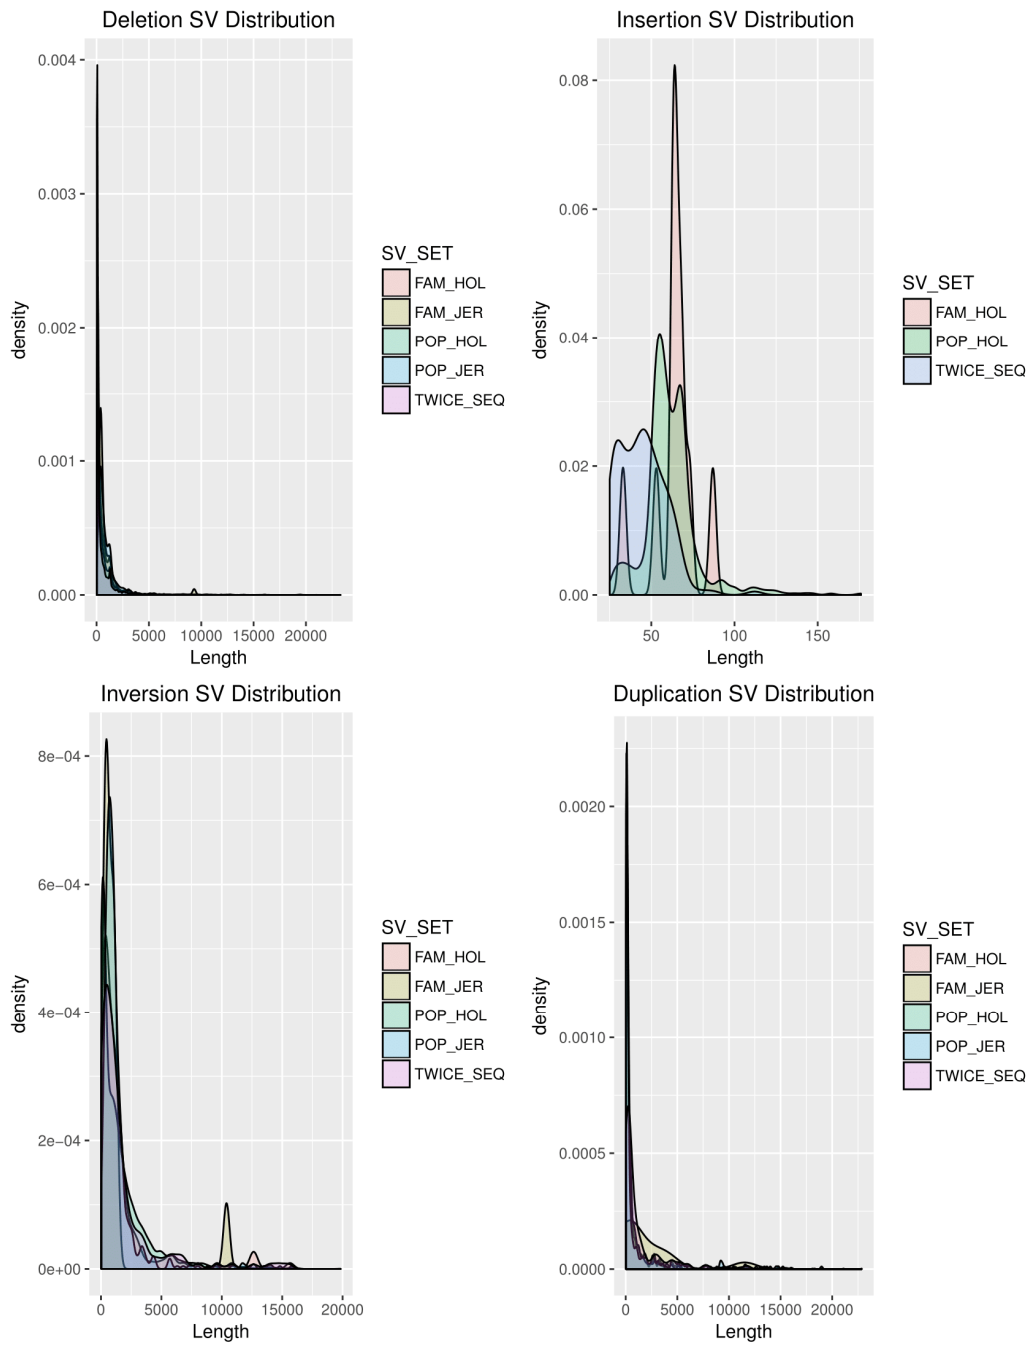 Deletion SV Distribution
0.004
0.003
0.002
0.001
0.000
density
0 5000 10000 15000 20000
Length
SV_SET
FAM_HOL
FAM_JER
POP_HOL
POP_JER
TWICE_SEQ
Insertion SV Distribution
0.08
0.06
0.04
0.02
0.00
density
50 100 150
Length
SV_SET
FAM_HOL
POP_HOL
TWICE_SEQ
Inversion SV Distribution
8e−04
6e−04
4e−04
2e−04
0e+00
density
0 5000 10000 15000 20000
Length
SV_SET
FAM_HOL
FAM_JER
POP_HOL
POP_JER
TWICE_SEQ
Duplication SV Distribution
0.0020
0.0015
0.0010
0.0005
0.0000
density
0 5000 10000 15000 20000
Length
SV_SET
FAM_HOL
FAM_JER
POP_HOL
POP_JER
TWICE_SEQ